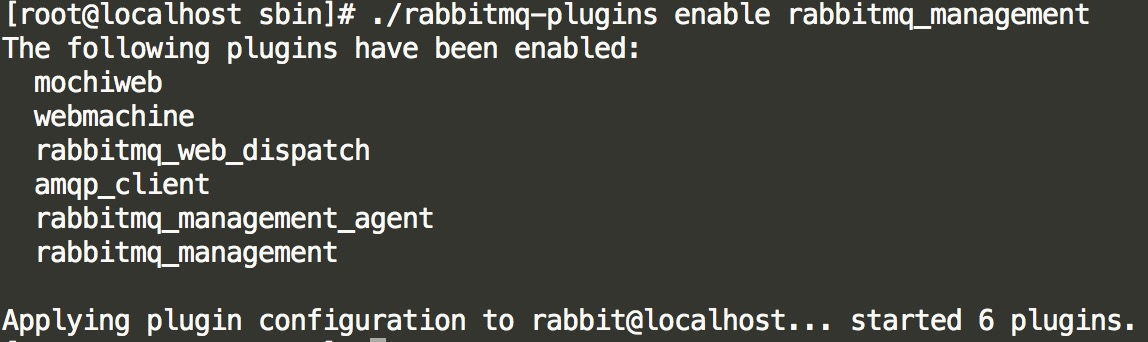 [root@localhost sbin]# ./rabbitmq-plugins enable rabbitmq_management
The following plugins have been enabled:
  mochiweb
  webmachine
  rabbitmq_web_dispatch
  amqp_client
  rabbitmq_management_agent
  rabbitmq_management
Applying plugin configuration to rabbit@localhost... started 6 plugins.